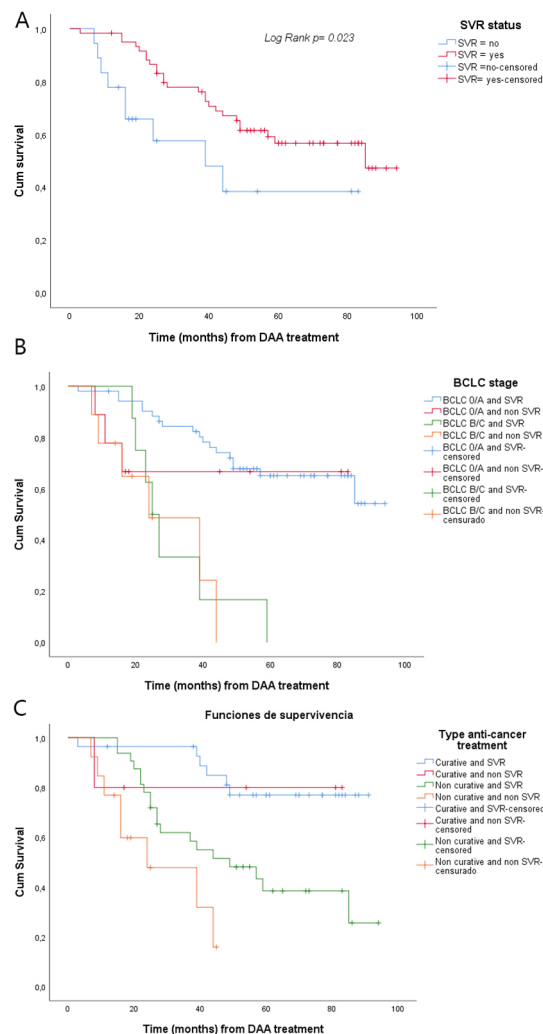 A
SVR status
Log Rank p= 0.023
SVR = no
SVR = yes
SVR =no-censored
SVR= yes-censored
Cum survival
1,0
0,8
0,6
0,4
0,2
0,0
0
20
40
60
80
100
Time (months) from DAA treatment
B
BCLC stage
BCLC 0/A and SVR
BCLC 0/A and non SVR
BCLC B/C and SVR
BCLC B/C and non SVR
BCLC 0/A and SVR-
censored
BCLC 0/A and non SVR-
censored
BCLC B/C and SVR-
censored
BCLC B/C and non SVR-
censurado
Cum Survival
1,0
0,8
0,6
0,4
0,2
0,0
0
20
40
60
80
100
Time (months) from DAA treatment
C
Funciones de supervivencia
Type anti-cancer
treatment
Curative and SVR
Curative and non SVR
Non curative and SVR
Non curative and non SVR
Curative and SVR-censored
Curative and non SVR-
censored
Non curative and SVR-
censored
Non curative and non SVR-
censurado
Cum Survival
1,0
0,8
0,6
0,4
0,2
0,0
0
20
40
60
80
100
Time (months) from DAA treatment